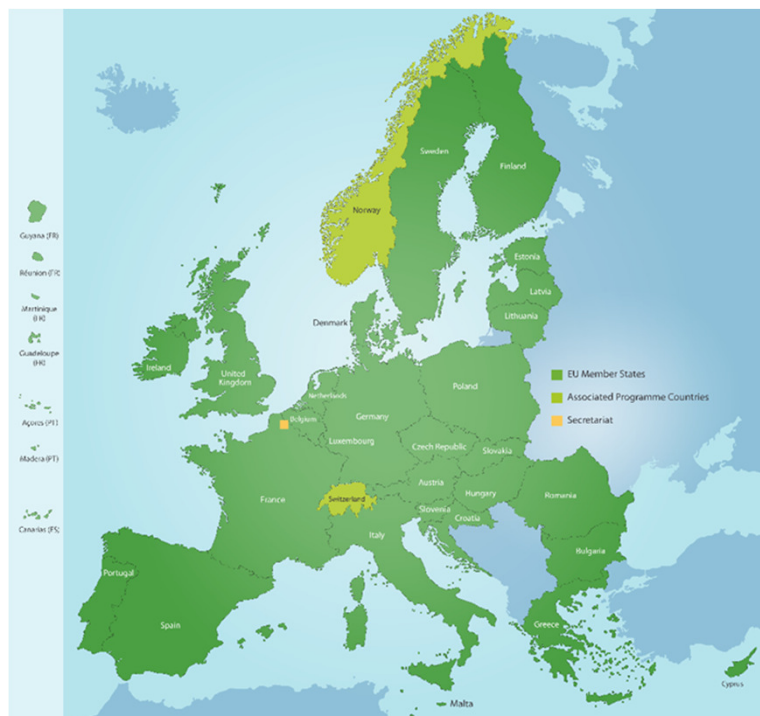 Guyana (FR)
Réunion (FR)
Martinique
(FR)
Guadeloupe
(FR)
Açores (PT)
Madera (PT)
Canarias (ES)
Sweden
Finland
Norway
Estonia
Latvia
Lithuania
Denmark
Ireland
United
Kingdom
Netherlands
Belgium
Luxembourg
Germany
Poland
EU Member States
Associated Programme Countries
Secretariat
Czech Republic
Slovakia
Austria
Hungary
Romania
France
Switzerland
Slovenia
Croatia
Italy
Bulgaria
Portugal
Spain
Greece
Malta
Cyprus